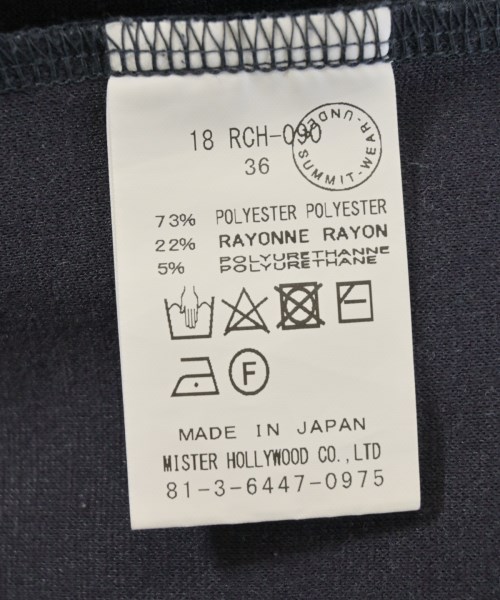 18 RCH-090
36
SUMMIT-WEAR-UNDER
73% POLYESTER POLYESTER
22% RAYONNE RAYON
5% POLYURETHANNE
POLYURETHANE
F
MADE IN JAPAN
MISTER HOLLYWOOD CO.,LTD
81-3-6447-0975